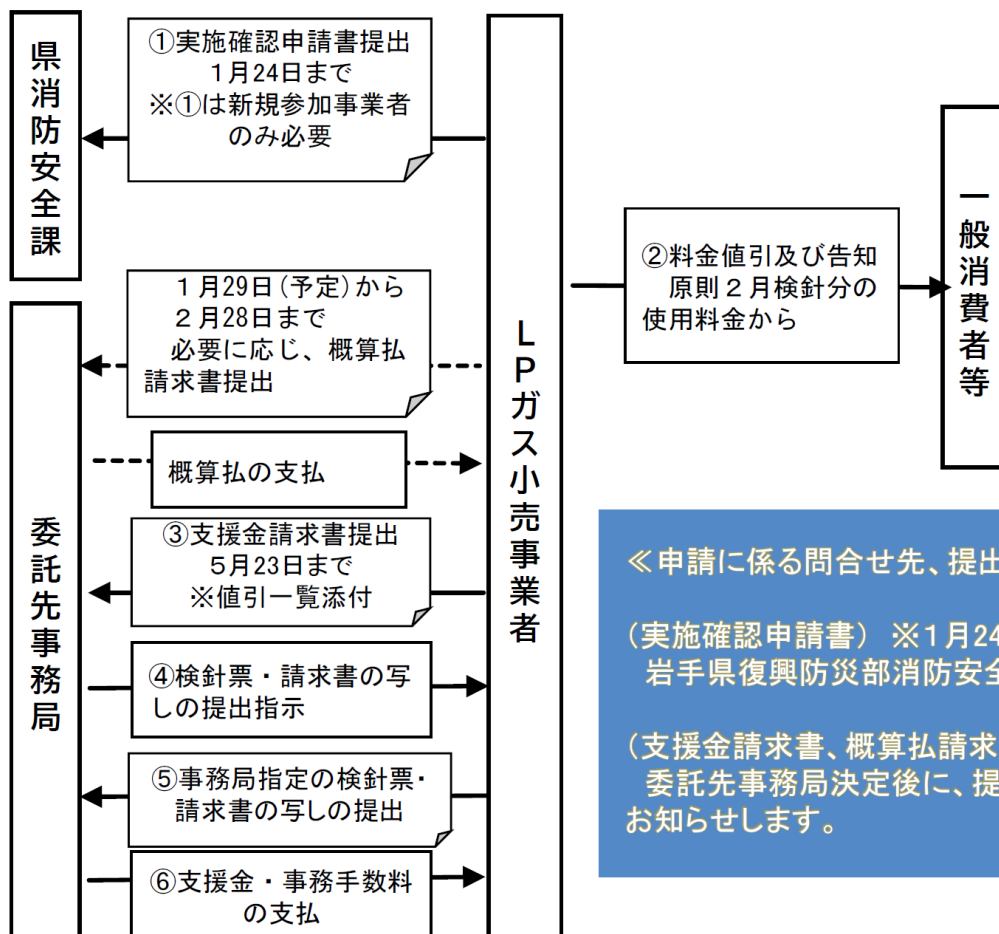 県消防安全課
①実施確認申請書提出
1月24日まで
※①は新規参加事業者
のみ必要
1月29日(予定)から
2月28日まで
必要に応じ、概算払
請求書提出
概算払の支払
委託先事務局
③支援金請求書提出
5月23日まで
※値引一覧添付
④検針票・請求書の写
しの提出指示
⑤事務局指定の検針票・
請求書の写しの提出
⑥支援金・事務手数料
の支払
LPガス小売事業者
②料金値引及び告知
原則2月検針分の
使用料金から
一般消費者等
≪申請に係る問合せ先、提出
(実施確認申請書) ※1月24
岩手県復興防災部消防安全
(支援金請求書、概算払請求
委託先事務局決定後に、提
お知らせします。